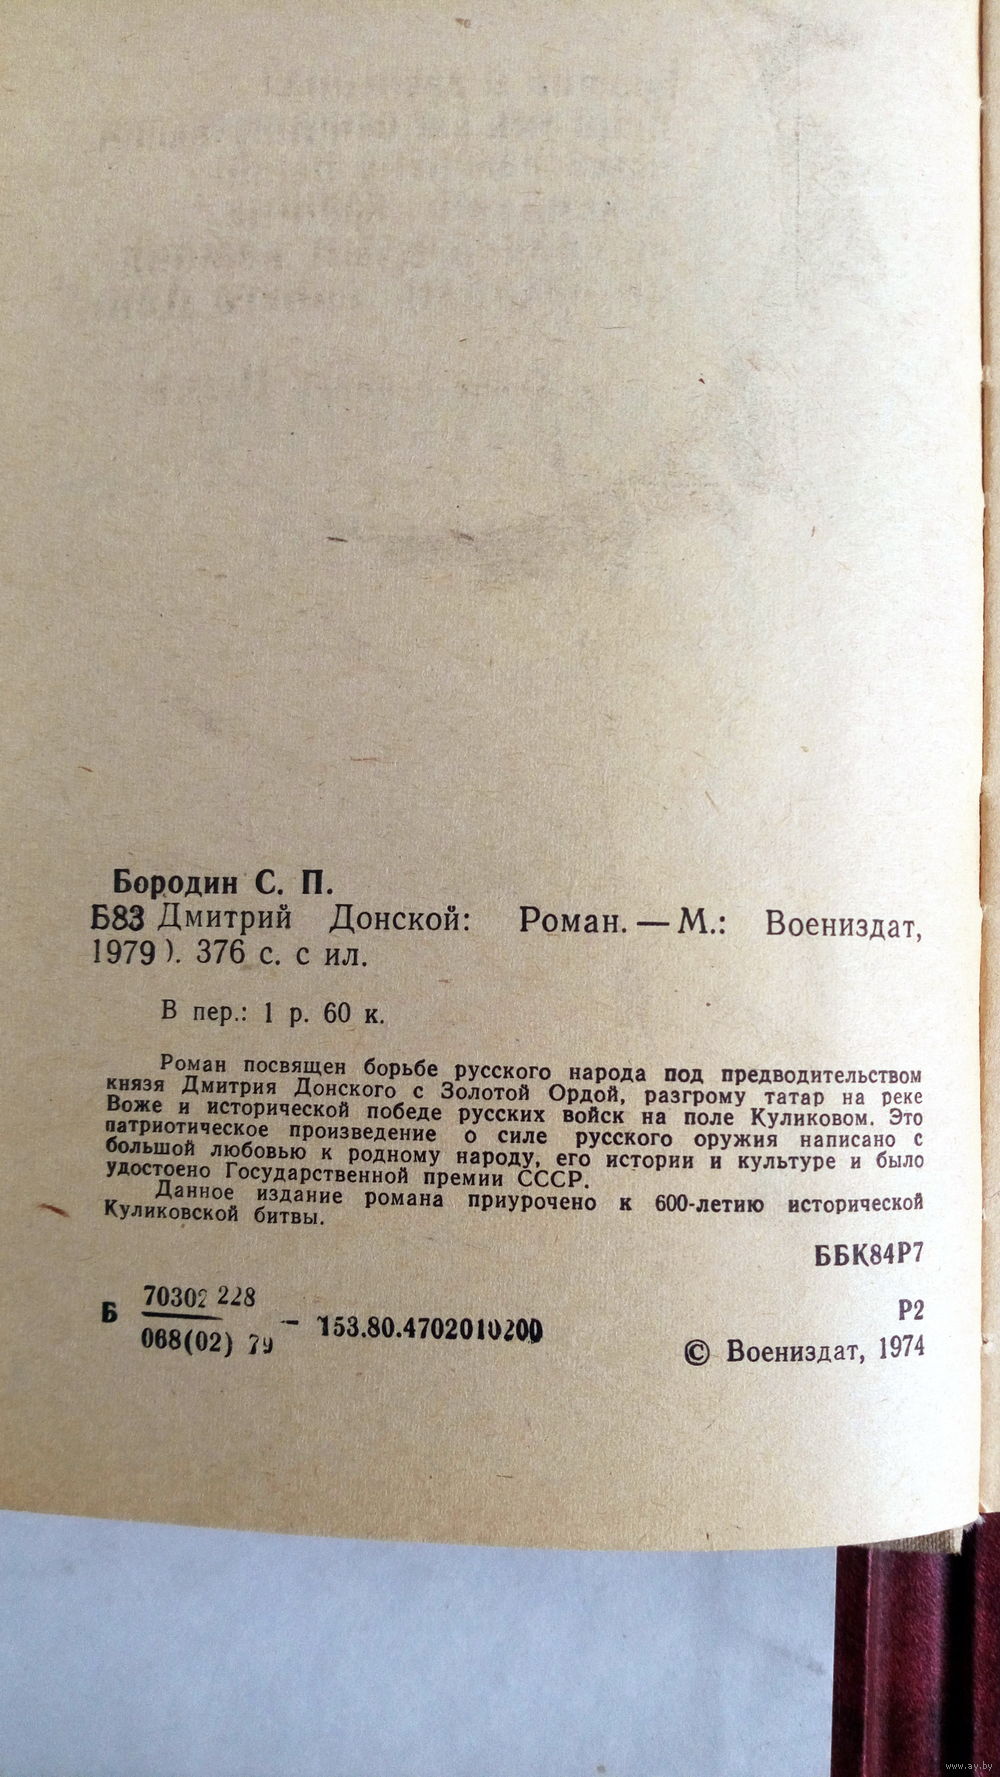 Бородин С. П.
Б83 Дмитрий Донской: Роман. — М.: Воениздат,
1979). 376 с. с ил.
В пер.: 1 р. 60 к.
Роман посвящен борьбе русского народа под предводительством
князя Дмитрия Донского с Золотой Ордой, разгрому татар на реке
Воже и исторической победе русских войск на поле Куликовом. Это
патриотическое произведение о силе русского оружия написано с
большой любовью к родному народу, его истории и культуре и было
удостоено Государственной премии СССР.
Данное издание романа приурочено к 600-летию исторической
Куликовской битвы.
ББК84Р7
Б 70302 228
068(02) 79 — 153.80.4702010200
Р2
© Воениздат, 1974
www.ay.by